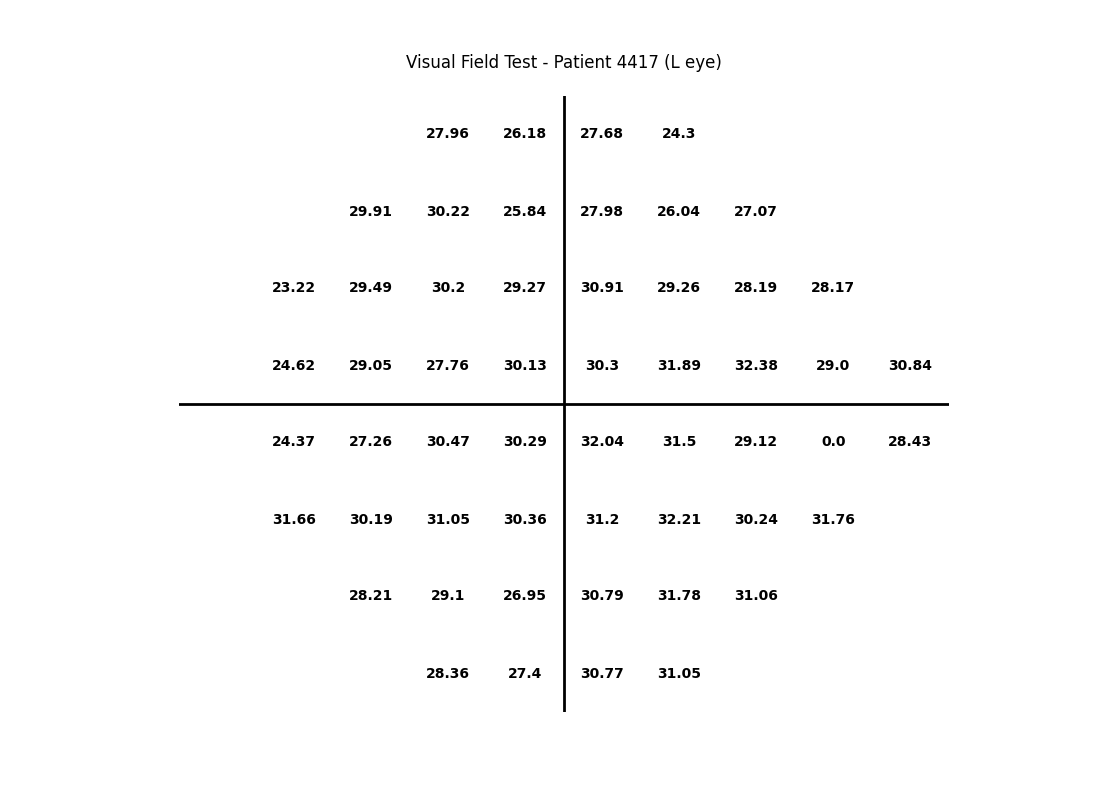 Visual Field Test - Patient 4417 (L eye)
27.96 26.18 27.68 24.3
29.91 30.22 25.84 27.98 26.04 27.07
23.22 29.49 30.2 29.27 30.91 29.26 28.19 28.17
24.62 29.05 27.76 30.13 30.3 31.89 32.38 29.0 30.84
24.37 27.26 30.47 30.29 32.04 31.5 29.12 0.0 28.43
31.66 30.19 31.05 30.36 31.2 32.21 30.24 31.76
28.21 29.1 26.95 30.79 31.78 31.06
28.36 27.4 30.77 31.05